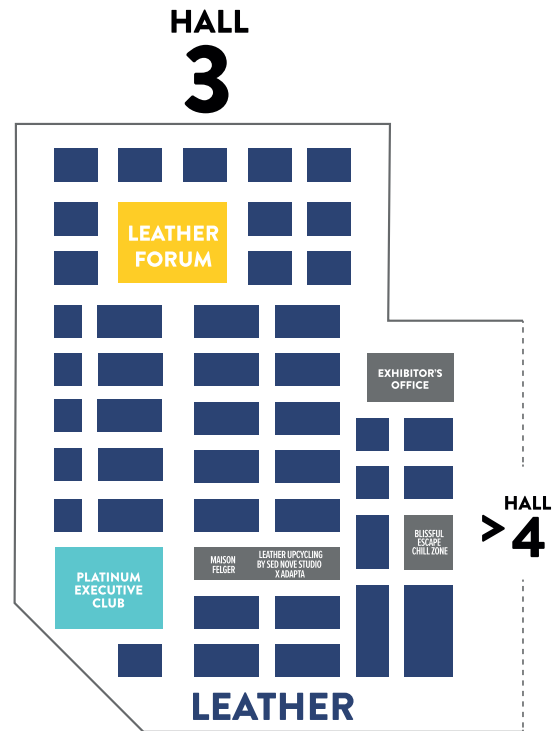 HALL
3
LEATHER
FORUM
EXHIBITOR'S
OFFICE
HALL
> 4
BLISSFUL
ESCAPE
CHILL ZONE
MAISON
FELGER
LEATHER UPCYCLING
BY SED NOVE STUDIO
X ADAPTA
PLATINUM
EXECUTIVE
CLUB
LEATHER